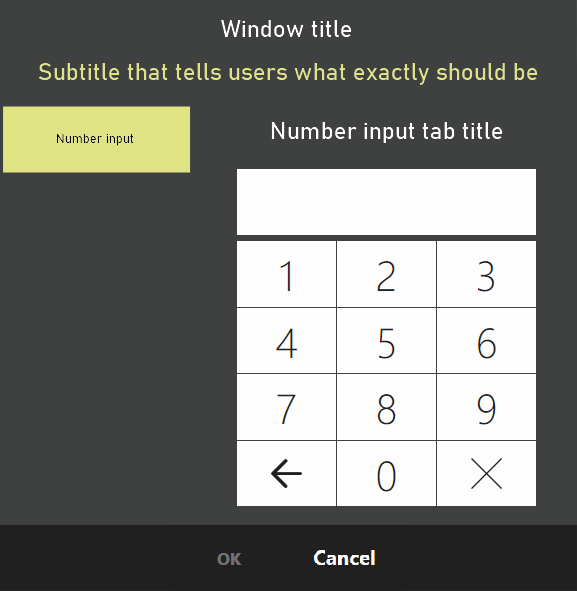 Window title
Subtitle that tells users what exactly should be
Number input
Number input tab title
1 2 3
4 5 6
7 8 9
0
OK Cancel